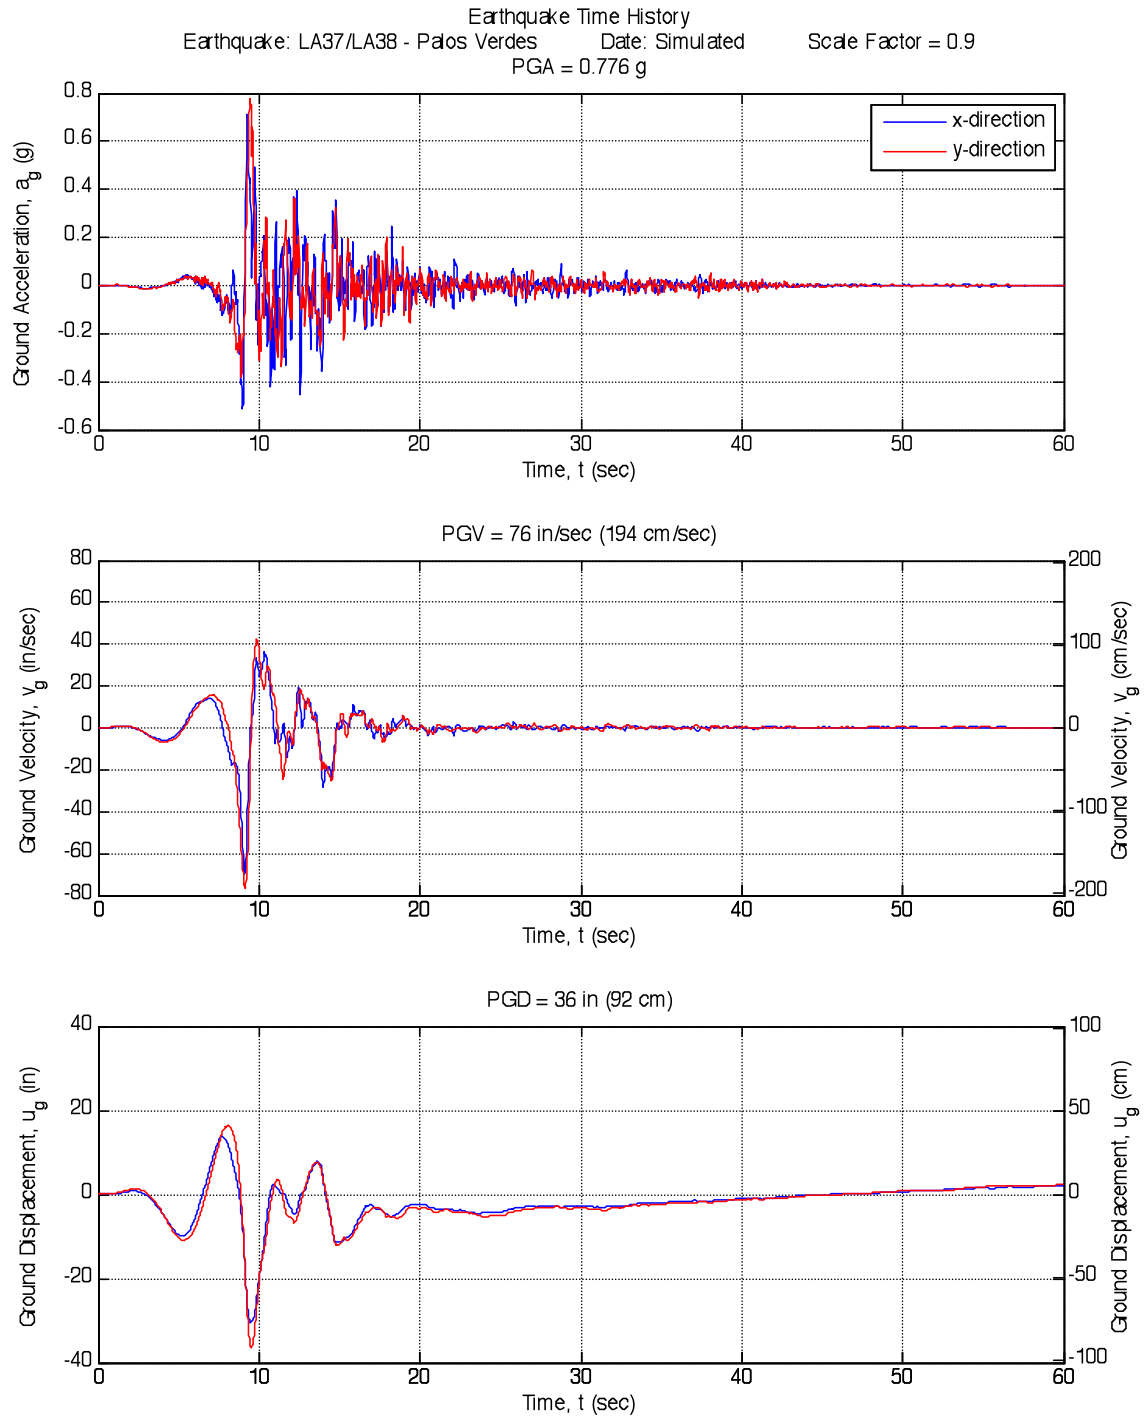 Earthquake Time History
Earthquake: LA37/LA38 - Palos Verdes Date: Simulated Scale Factor = 0.9
PGA = 0.776 g
0.8
0.6
0.4
0.2
0
-0.2
-0.4
-0.6
Ground Acceleration, a_g (g)
x-direction
y-direction
0 10 20 30 40 50 60
Time, t (sec)
PGV = 76 in/sec (194 cm/sec)
80
60
40
20
0
-20
-40
-60
-80
Ground Velocity, v_g (in/sec)
200
100
0
-100
-200
Ground Velocity, v_g (cm/sec)
0 10 20 30 40 50 60
Time, t (sec)
PGD = 36 in (92 cm)
40
20
0
-20
-40
Ground Displacement, u_g (in)
100
50
0
-50
-100
Ground Displacement, u_g (cm)
0 10 20 30 40 50 60
Time, t (sec)